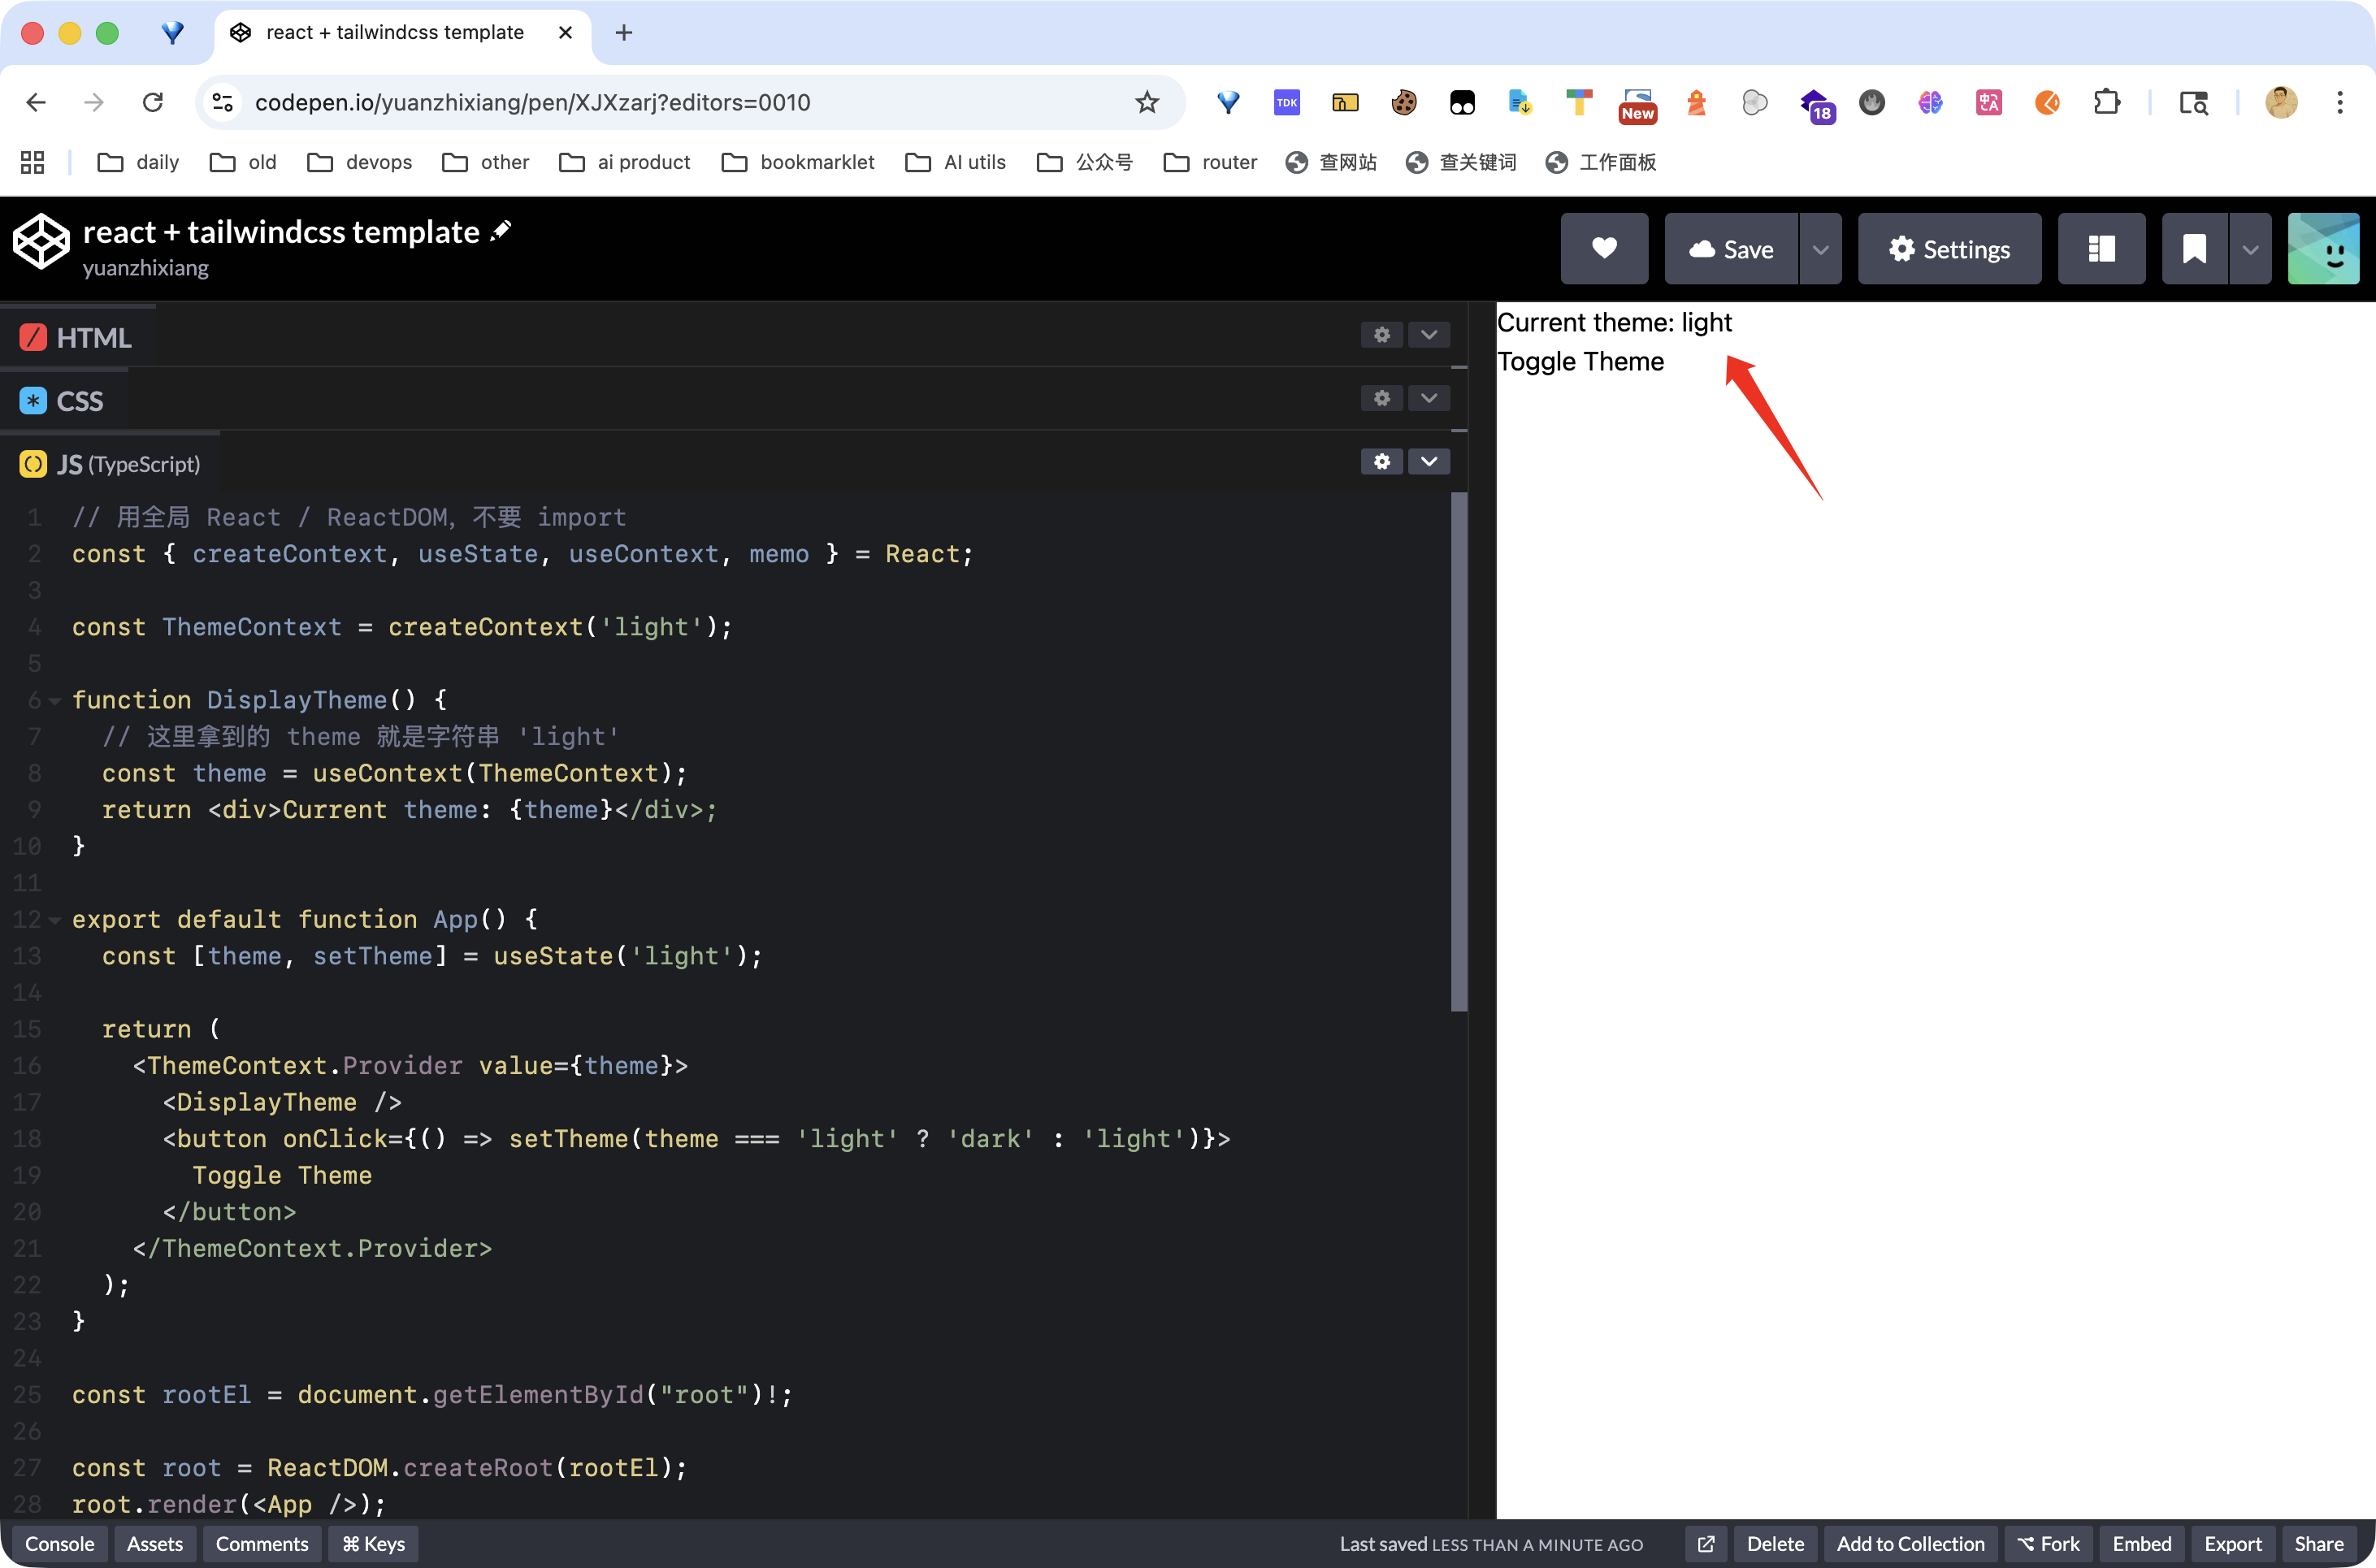 react + tailwindcss template
codepen.io/yuanzhixiang/pen/XJXzarj?editors=0010
TDK
New
18
daily
old
devops
other
ai product
bookmarklet
AI utils
公众号
router
查网站
查关键词
工作面板
react + tailwindcss template
yuanzhixiang
Save
Settings
HTML
CSS
JS (TypeScript)
1 // 用全局 React / ReactDOM，不要 import
2 const { createContext, useState, useContext, memo } = React;
3
4 const ThemeContext = createContext('light');
5
6 function DisplayTheme() {
7 // 这里拿到的 theme 就是字符串 'light'
8 const theme = useContext(ThemeContext);
9 return <div>Current theme: {theme}</div>;
10 }
11
12 export default function App() {
13 const [theme, setTheme] = useState('light');
14
15 return (
16 <ThemeContext.Provider value={theme}>
17 <DisplayTheme />
18 <button onClick={() => setTheme(theme === 'light' ? 'dark' : 'light')}>
19 Toggle Theme
20 </button>
21 </ThemeContext.Provider>
22 );
23 }
24
25 const rootEl = document.getElementById("root")!;
26
27 const root = ReactDOM.createRoot(rootEl);
28 root.render(<App />);
Current theme: light
Toggle Theme
Console
Assets
Comments
⌘ Keys
Last saved LESS THAN A MINUTE AGO
Delete
Add to Collection
Fork
Embed
Export
Share